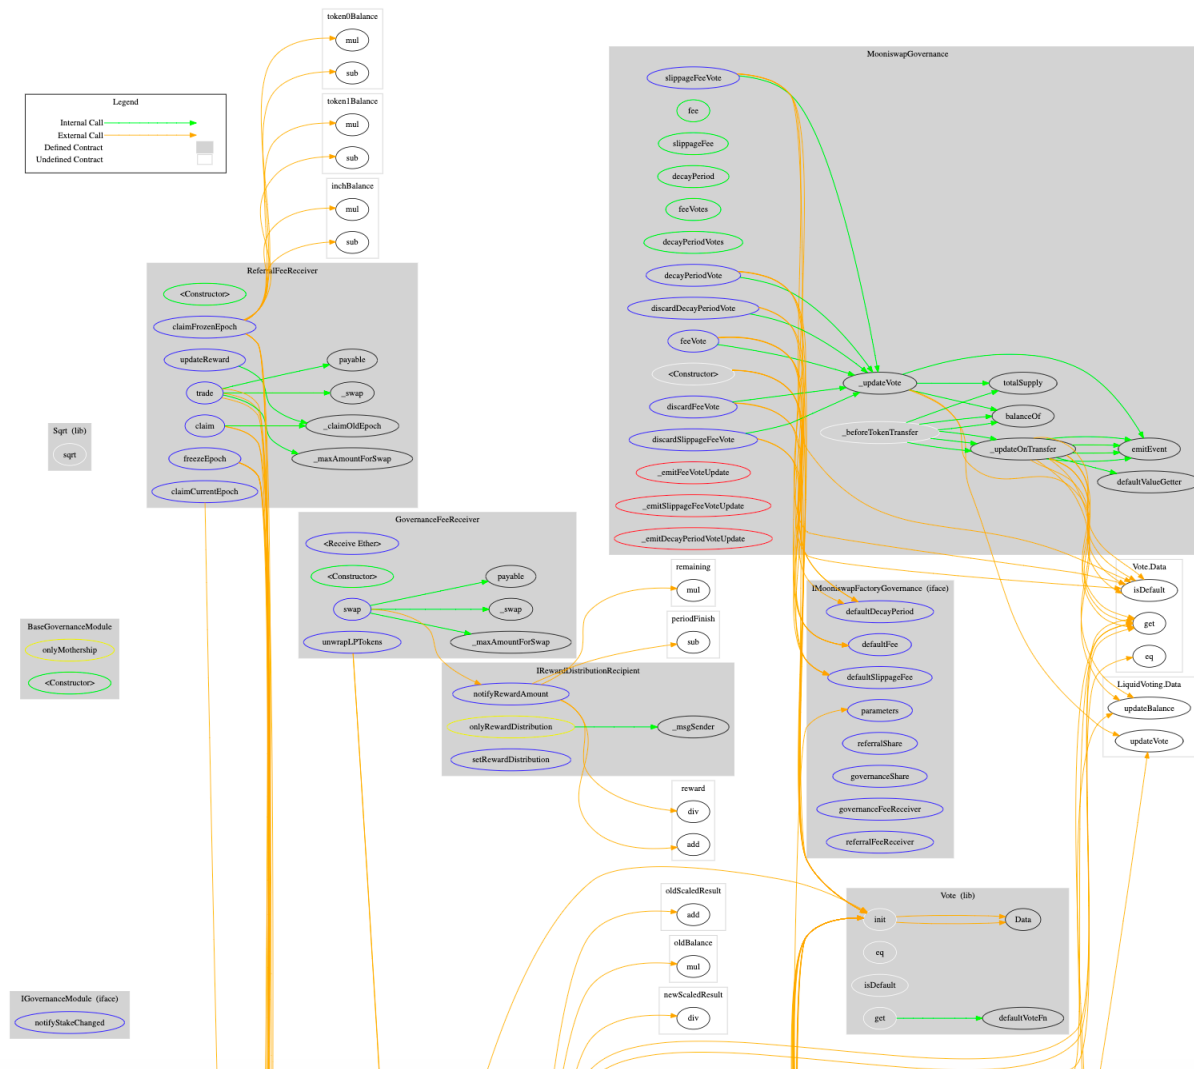 token0Balance
mul
sub
Legend
Internal Call
External Call
Defined Contract
Undefined Contract
token1Balance
mul
sub
inchBalance
mul
sub
ReferralFeeReceiver
<Constructor>
claimFrozenEpoch
updateReward
payable
trade
_swap
claim
_claimOldEpoch
freezeEpoch
_maxAmountForSwap
claimCurrentEpoch
Sqrt (lib)
sqrt
GovernanceFeeReceiver
<Receive Ether>
<Constructor>
payable
swap
_swap
unwrapLPTokens
_maxAmountForSwap
BaseGovernanceModule
onlyMothership
<Constructor>
remaining
mul
periodFinish
sub
IRewardDistributionRecipient
notifyRewardAmount
onlyRewardDistribution
_msgSender
setRewardDistribution
reward
div
add
oldScaledResult
add
oldBalance
mul
newScaledResult
div
IGovernanceModule (iface)
notifyStakeChanged
MooniswapGovernance
slippageFeeVote
fee
slippageFee
decayPeriod
feeVotes
decayPeriodVotes
decayPeriodVote
discardDecayPeriodVote
feeVote
<Constructor>
_updateVote
totalSupply
discardFeeVote
balanceOf
_beforeTokenTransfer
discardSlippageFeeVote
_updateOnTransfer
emitEvent
_emitFeeVoteUpdate
defaultValueGetter
_emitSlippageFeeVoteUpdate
_emitDecayPeriodVoteUpdate
Vote.Data
isDefault
get
eq
LiquidVoting.Data
updateBalance
updateVote
IMooniswapFactoryGovernance (iface)
defaultDecayPeriod
defaultFee
defaultSlippageFee
parameters
referralShare
governanceShare
governanceFeeReceiver
referralFeeReceiver
Vote (lib)
init
Data
eq
isDefault
get
defaultVoteFn